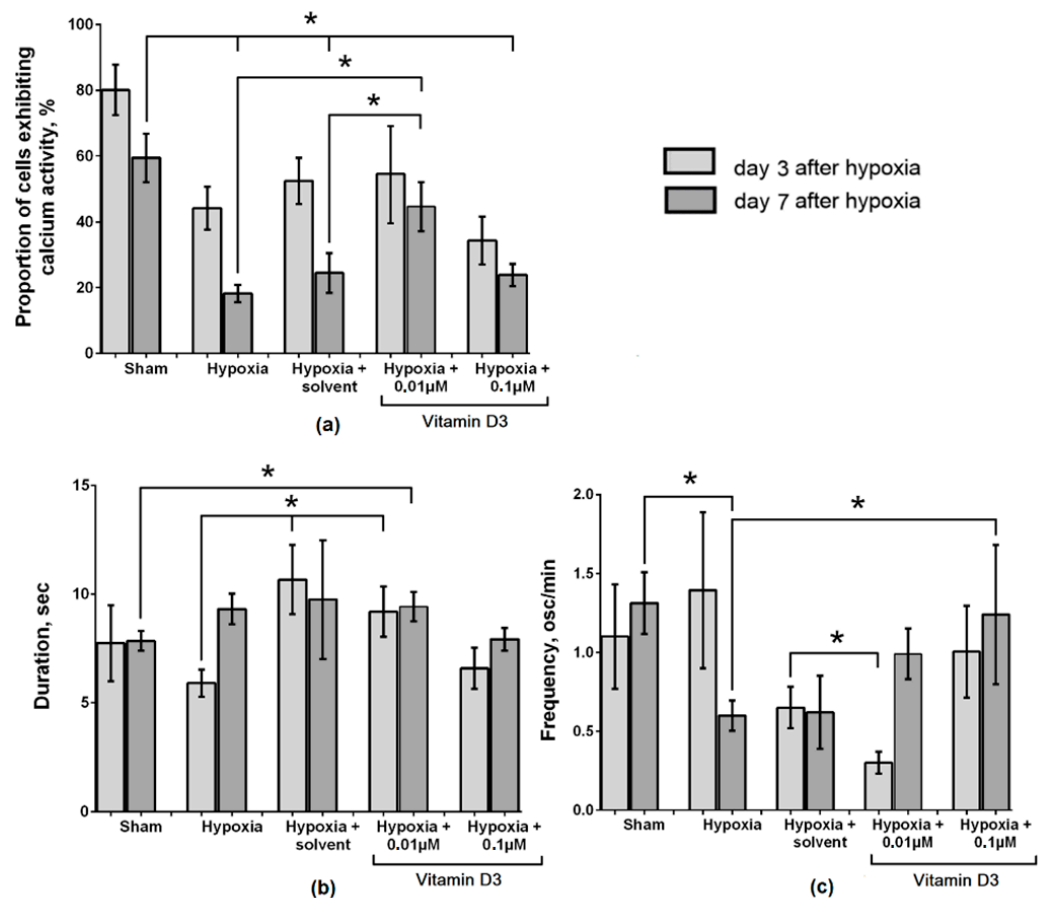 Proportion of cells exhibiting
calcium activity, %
100
80
60
40
20
0
*
*
*
Sham
Hypoxia
Hypoxia +
solvent
Hypoxia +
0.01µM
Hypoxia +
0.1µM
Vitamin D3
(a)
day 3 after hypoxia
day 7 after hypoxia
Duration, sec
15
10
5
0
*
*
Sham
Hypoxia
Hypoxia +
solvent
Hypoxia +
0.01µM
Hypoxia +
0.1µM
Vitamin D3
(b)
Frequency, osc/min
2.0
1.5
1.0
0.5
0.0
*
*
*
Sham
Hypoxia
Hypoxia +
solvent
Hypoxia +
0.01µM
Hypoxia +
0.1µM
Vitamin D3
(c)